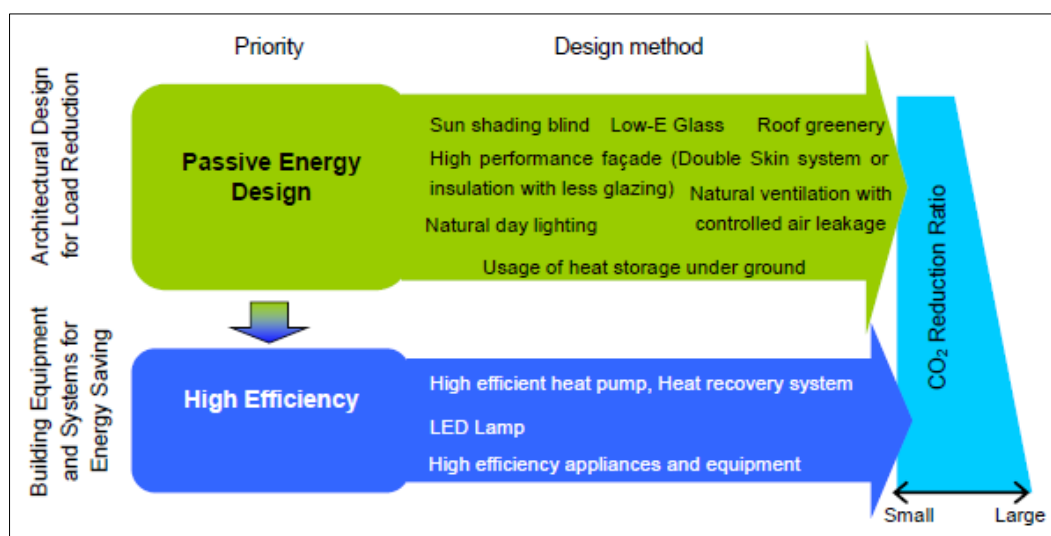 Priority
Design method
Architectural Design
for Load Reduction
Passive Energy
Design
Sun shading blind Low-E Glass Roof greenery
High performance façade (Double Skin system or
insulation with less glazing)
Natural ventilation with
controlled air leakage
Natural day lighting
Usage of heat storage under ground
Building Equipment
and Systems for
Energy Saving
High Efficiency
High efficient heat pump, Heat recovery system
LED Lamp
High efficiency appliances and equipment
CO₂ Reduction Ratio
Small Large